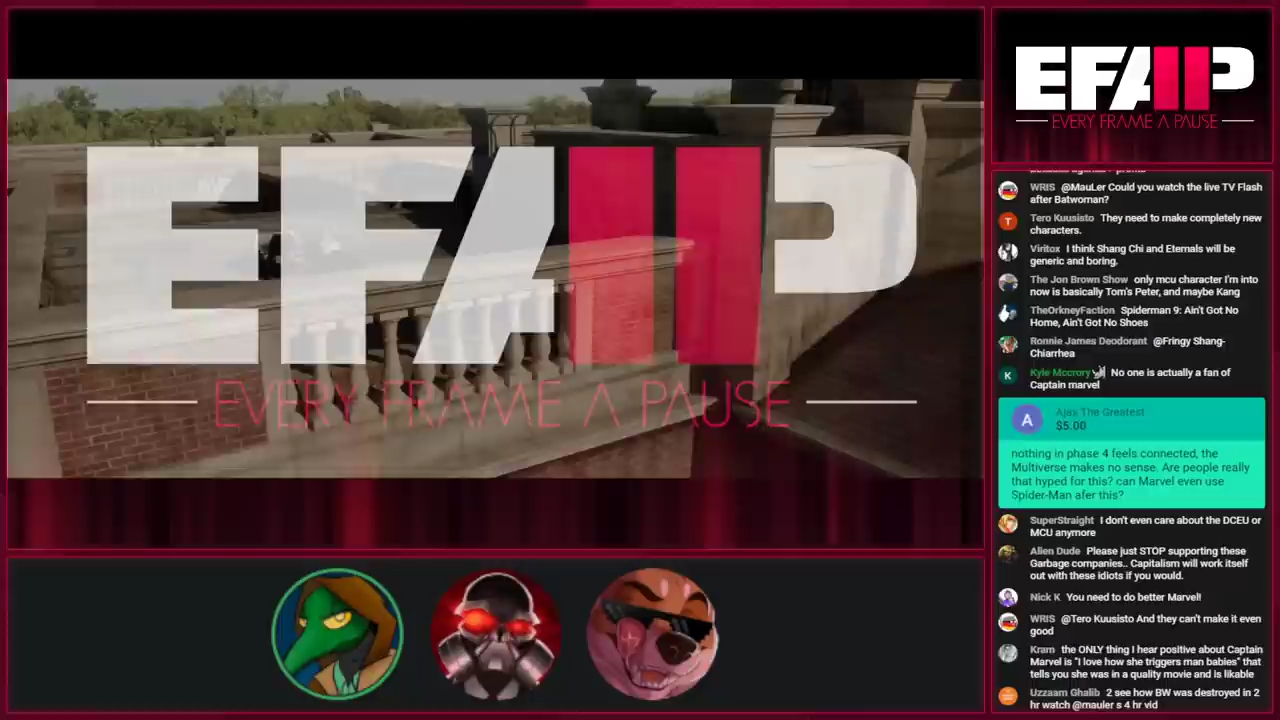 EFAP
EVERY FRAME A PAUSE
EFAP
EVERY FRAME A PAUSE
WRIS @MauLer Could you watch the live TV Flash
after Batwoman?
T
Tero Kuusisto They need to make completely new
characters.
Viritox I think Shang Chi and Eternals will be
generic and boring.
The Jon Brown Show only mcu character I'm into
now is basically Tom's Peter, and maybe Kang
TheOrkneyFaction Spiderman 9: Ain't Got No
Home, Ain't Got No Shoes
Ronnie James Deodorant @Fringy Shang-
Chiarrhea
K
Kyle Mccrory No one is actually a fan of
Captain marvel
A
Ajax The Greatest
$5.00
nothing in phase 4 feels connected, the
Multiverse makes no sense. Are people really
that hyped for this? can Marvel even use
Spider-Man afer this?
SuperStraight I don't even care about the DCEU or
MCU anymore
Alien Dude Please just STOP supporting these
Garbage companies.. Capitalism will work itself
out with these idiots if you would.
Nick K You need to do better Marvel!
WRIS @Tero Kuusisto And they can't make it even
good
Kram the ONLY thing I hear positive about Captain
Marvel is "I love how she triggers man babies" that
tells you she was in a quality movie and is likable
Uzzaam Ghalib 2 see how BW was destroyed in 2
hr watch @mauler s 4 hr vid